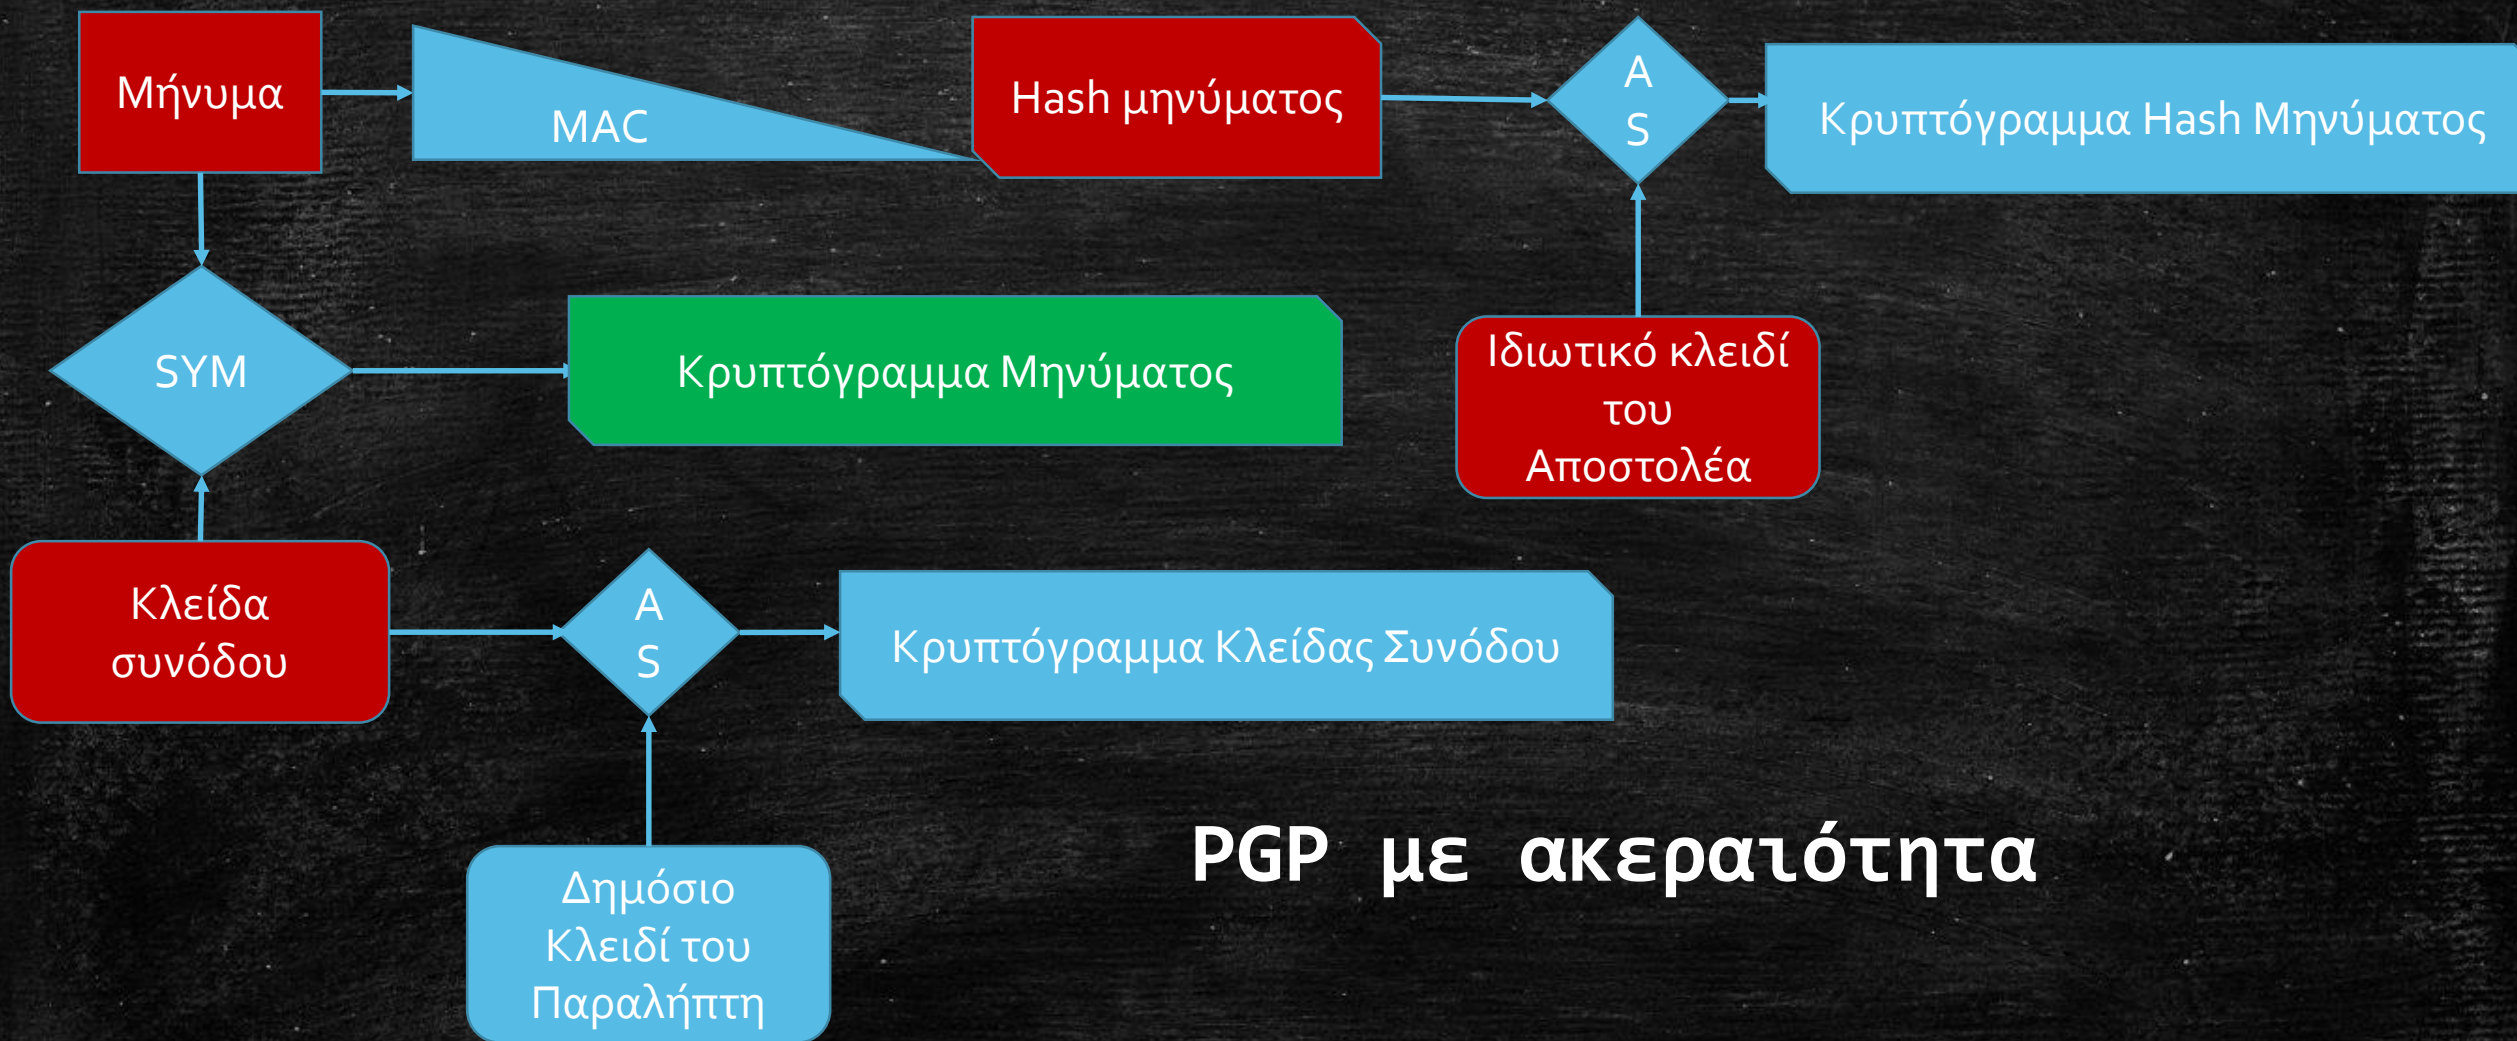 Μήνυμα
MAC
Hash μηνύματος
A
S
Κρυπτόγραμμα Hash Μηνύματος
SYM
Κρυπτόγραμμα Μηνύματος
Ιδιωτικό κλειδί
του
Αποστολέα
Κλείδα
συνόδου
A
S
Κρυπτόγραμμα Κλείδας Συνόδου
Δημόσιο
Κλειδί του
Παραλήπτη
PGP με ακεραιότητα